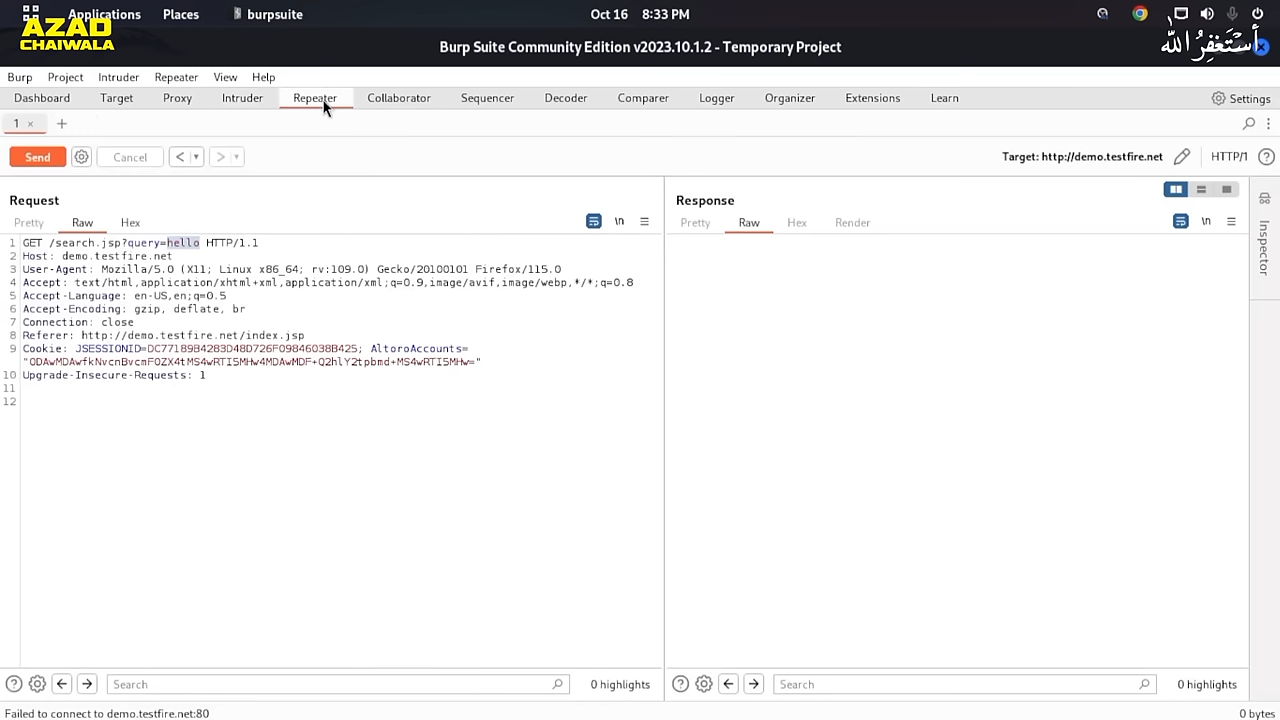 Applications Places burpsuite Oct 16 8:33 PM
AZAD
CHAIWALA
أستغفرُ الله
Burp Suite Community Edition v2023.10.1.2 - Temporary Project
Burp Project Intruder Repeater View Help
Dashboard Target Proxy Intruder Repeater Collaborator Sequencer Decoder Comparer Logger Organizer Extensions Learn Settings
1 × +
Send Cancel < > Target: http://demo.testfire.net HTTP/1
Request
Pretty Raw Hex \n
1 GET /search.jsp?query=hello HTTP/1.1
2 Host: demo.testfire.net
3 User-Agent: Mozilla/5.0 (X11; Linux x86_64; rv:109.0) Gecko/20100101 Firefox/115.0
4 Accept: text/html,application/xhtml+xml,application/xml;q=0.9,image/avif,image/webp,*/*;q=0.8
5 Accept-Language: en-US,en;q=0.5
6 Accept-Encoding: gzip, deflate, br
7 Connection: close
8 Referer: http://demo.testfire.net/index.jsp
9 Cookie: JSESSIONID=DC77189B42B3D48D726F09846038B425; AltoroAccounts=
"ODAwMDAwfkNvcnBvcmF0ZX4tMS4wRTI5MHw4MDAwMDF+Q2hlY2tpbmd+MS4wRTI5MHw="
10 Upgrade-Insecure-Requests: 1
11
12
Response
Pretty Raw Hex Render \n
Inspector
Search 0 highlights
Search 0 highlights
Failed to connect to demo.testfire.net:80 0 bytes